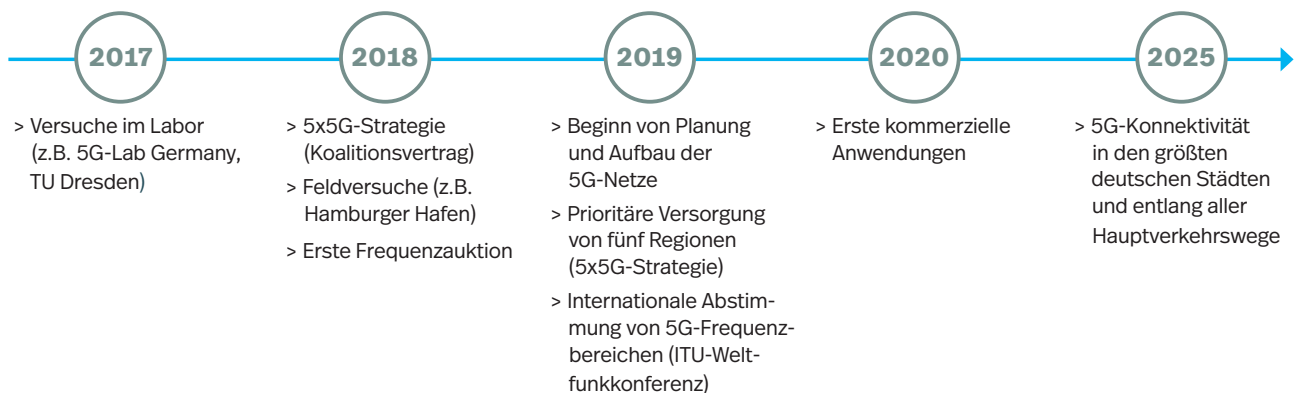 2017
> Versuche im Labor
(z.B. 5G-Lab Germany,
TU Dresden)
2018
> 5x5G-Strategie
(Koalitionsvertrag)
> Feldversuche (z.B.
Hamburger Hafen)
> Erste Frequenzauktion
2019
> Beginn von Planung
und Aufbau der
5G-Netze
> Prioritäre Versorgung
von fünf Regionen
(5x5G-Strategie)
> Internationale Abstim-
mung von 5G-Frequenz-
bereichen (ITU-Welt-
funkkonferenz)
2020
> Erste kommerzielle
Anwendungen
2025
> 5G-Konnektivität
in den größten
deutschen Städten
und entlang aller
Hauptverkehrswege